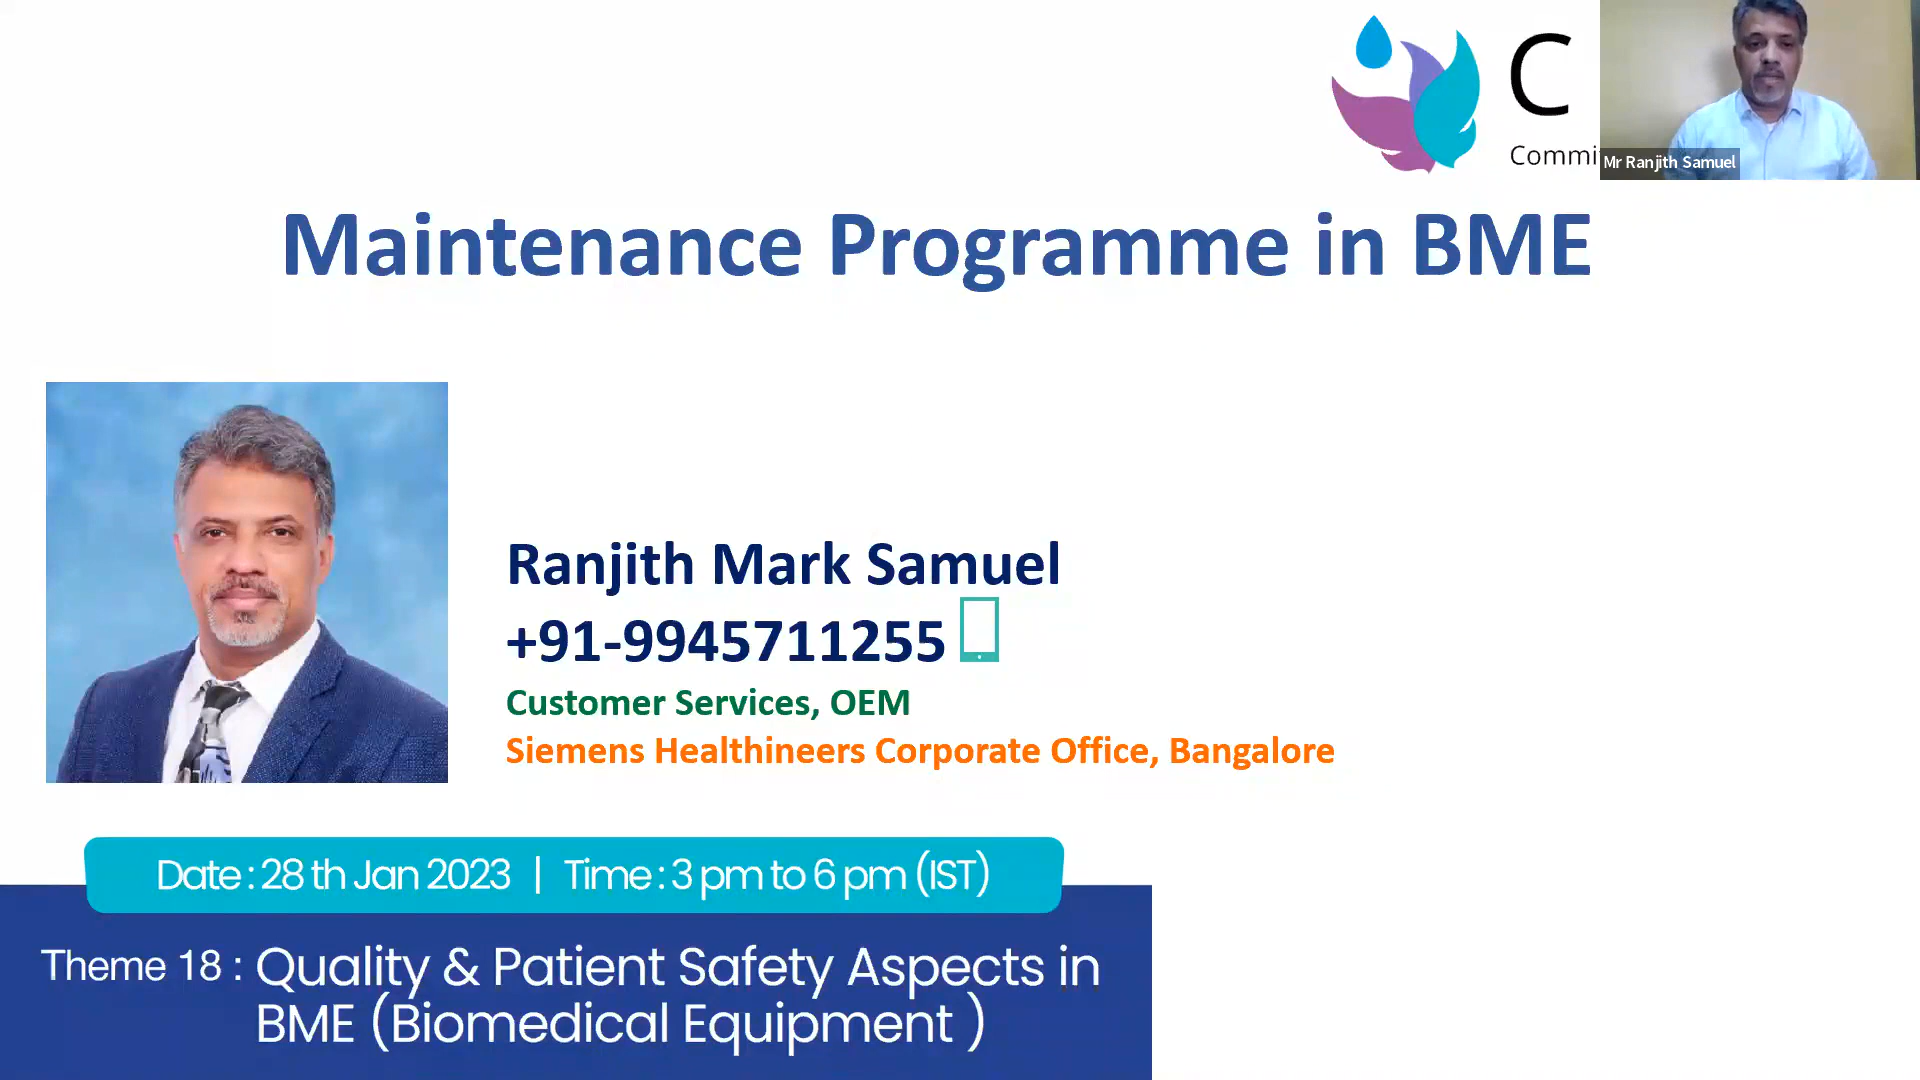 C
Commi
Mr Ranjith Samuel
Maintenance Programme in BME
Ranjith Mark Samuel
+91-9945711255
Customer Services, OEM
Siemens Healthineers Corporate Office, Bangalore
Date : 28 th Jan 2023 | Time : 3 pm to 6 pm (IST)
Theme 18 : Quality & Patient Safety Aspects in
BME (Biomedical Equipment )